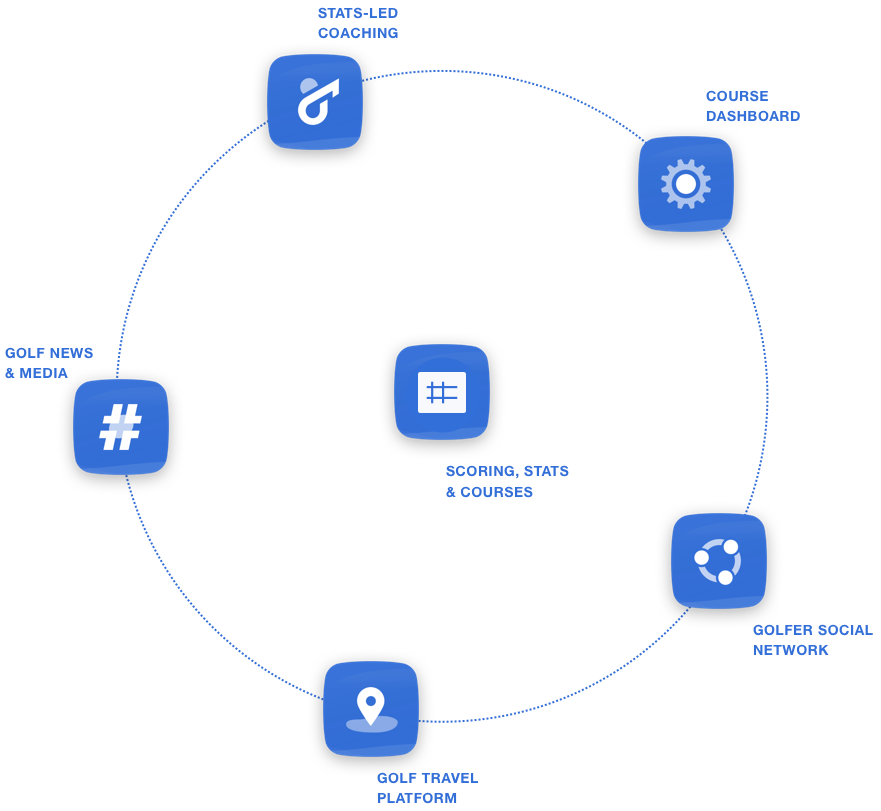 STATS-LED
COACHING
COURSE
DASHBOARD
GOLF NEWS
& MEDIA
#
SCORING, STATS
& COURSES
GOLFER SOCIAL
NETWORK
GOLF TRAVEL
PLATFORM